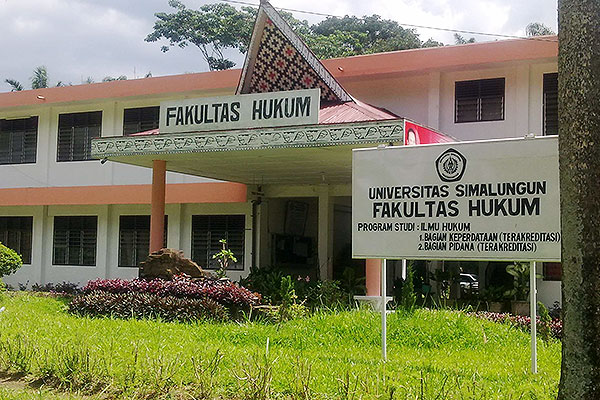 FAKULTAS HUKUM
UNIVERSITAS SIMALUNGUN
FAKULTAS HUKUM
PROGRAM STUDI : ILMU HUKUM
1. BAGIAN KEPERDATAAN (TERAKREDITASI)
2. BAGIAN PIDANA (TERAKREDITASI)